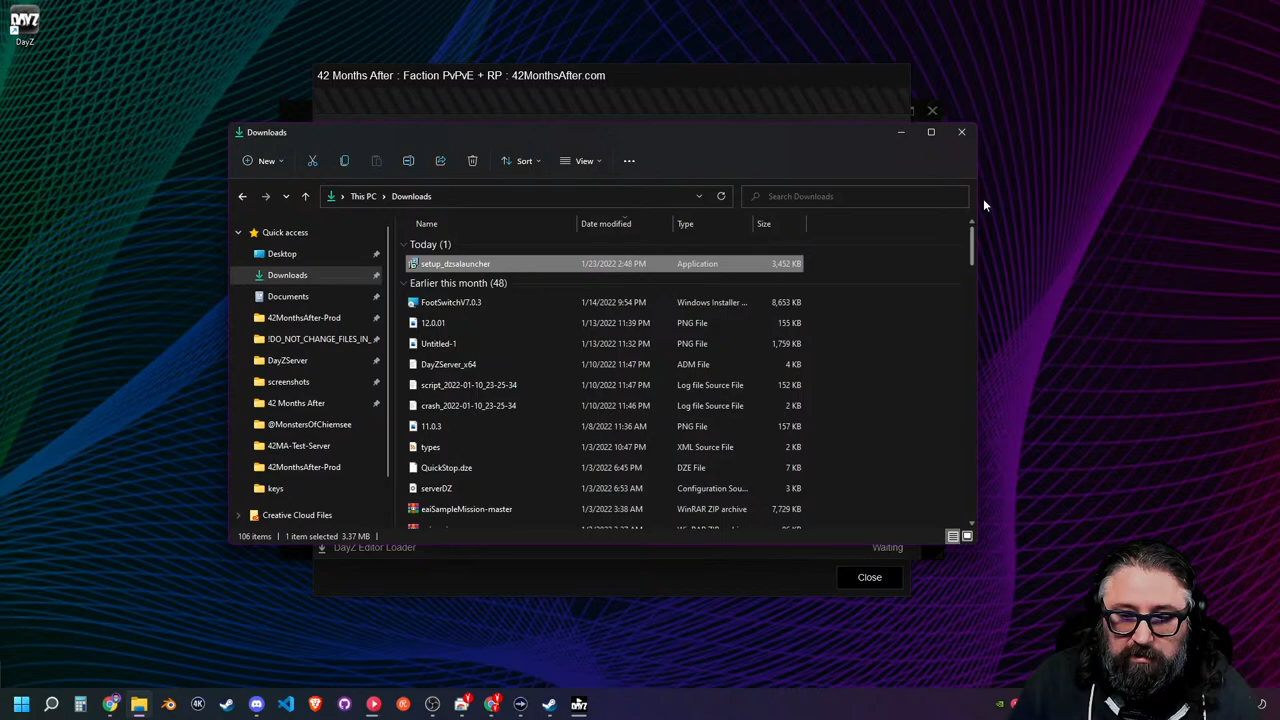 DAYZ
DayZ
42 Months After : Faction PvPvE + RP : 42MonthsAfter.com
Downloads
New
Sort
View
This PC
Downloads
Search Downloads
Name
Date modified
Type
Size
Quick access
Desktop
Downloads
Documents
42MonthsAfter-Prod
!DO_NOT_CHANGE_FILES_IN_
DayZServer
screenshots
42 Months After
@MonstersOfChiemsee
42MA-Test-Server
42MonthsAfter-Prod
keys
Creative Cloud Files
Today (1)
setup_dzsalauncher 1/23/2022 2:48 PM Application 3,452 KB
Earlier this month (48)
FootSwitchV7.0.3 1/14/2022 9:54 PM Windows Installer ... 8,653 KB
12.0.01 1/13/2022 11:39 PM PNG File 155 KB
Untitled-1 1/13/2022 11:32 PM PNG File 1,759 KB
DayZServer_x64 1/10/2022 11:47 PM ADM File 4 KB
script_2022-01-10_23-25-34 1/10/2022 11:47 PM Log file Source File 152 KB
crash_2022-01-10_23-25-34 1/10/2022 11:46 PM Log file Source File 2 KB
11.0.3 1/8/2022 11:36 PM PNG File 157 KB
types 1/3/2022 10:47 PM XML Source File 87 KB
QuickStop.dze 1/3/2022 6:45 PM DZE File 7 KB
serverDZ 1/3/2022 6:53 AM Configuration Sou... 3 KB
eaiSampleMission-master 1/3/2022 3:38 AM WinRAR ZIP archive 7,729 KB
106 items
1 item selected 3.37 MB
DayZ Editor Loader
Waiting
Close
4K
DAYZ